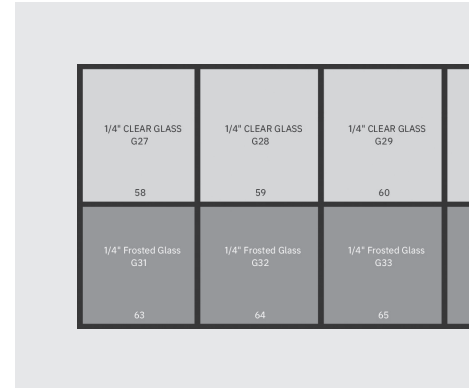 1/4" CLEAR GLASS
G27
58
1/4" CLEAR GLASS
G28
59
1/4" CLEAR GLASS
G29
60
1/4" Frosted Glass
G31
63
1/4" Frosted Glass
G32
64
1/4" Frosted Glass
G33
65